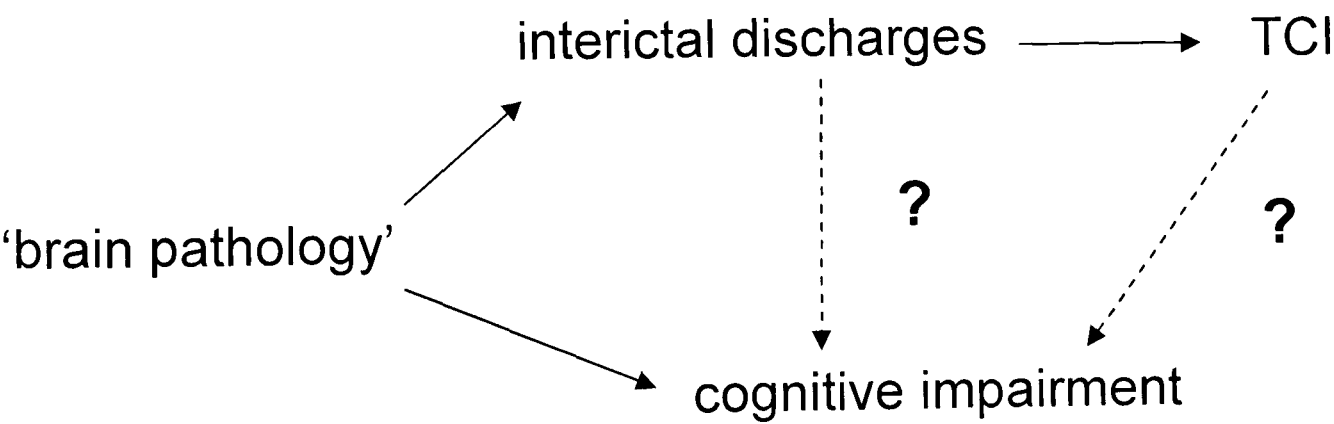 interictal discharges TCI
?
?
‘brain pathology’
cognitive impairment